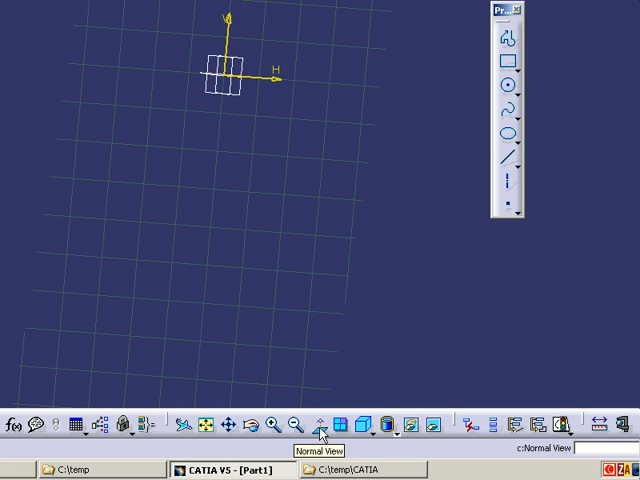 Pr...
V
H
f(x)
Normal View
c:Normal View
C:\temp
CATIA V5 - [Part1]
C:\temp\CATIA